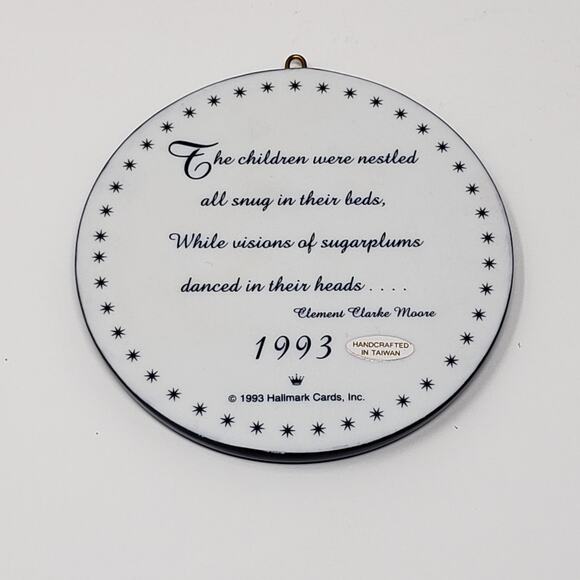 The children were nestled
all snug in their beds,
While visions of sugarplums
danced in their heads ....
Clement Clarke Moore
1993
HANDCRAFTED
IN TAIWAN
© 1993 Hallmark Cards, Inc.